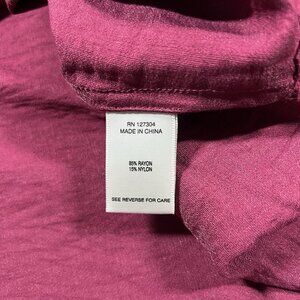 RN 127304
MADE IN CHINA
85% RAYON
15% NYLON
SEE REVERSE FOR CARE